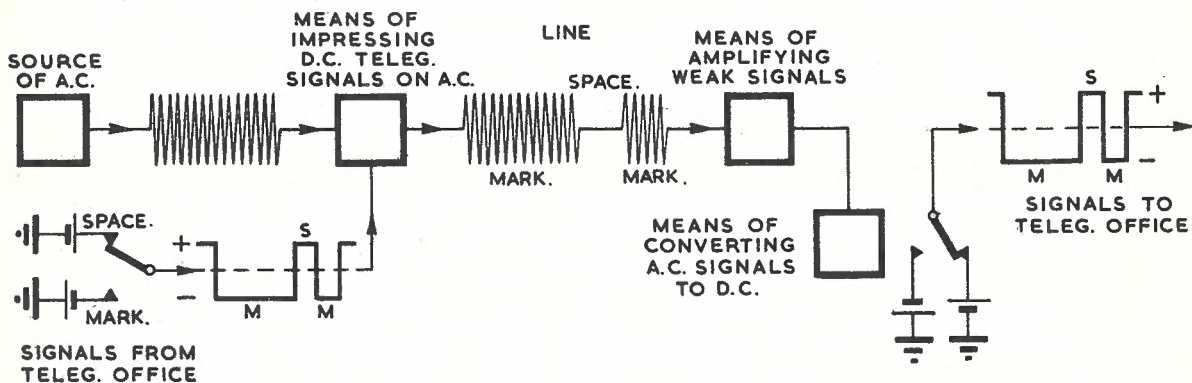 SOURCE
OF A.C.
MEANS OF
IMPRESSING
D.C. TELEG.
SIGNALS ON A.C.
LINE
SPACE.
MARK.
MARK.
MEANS OF
AMPLIFYING
WEAK SIGNALS
MEANS OF
CONVERTING
A.C. SIGNALS
TO D.C.
S
+
−
M
M
SIGNALS TO
TELEG. OFFICE
SPACE.
MARK.
+
−
S
M
M
SIGNALS FROM
TELEG. OFFICE